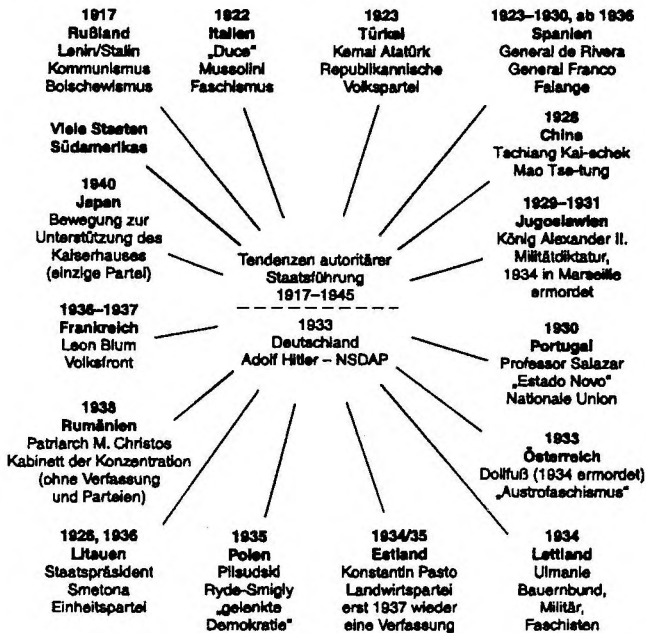 1917
Rußland
Lenin/Stalin
Kommunismus
Bolschewismus
1922
Italien
„Duce“
Mussolini
Faschismus
1923
Türkei
Kemal Atatürk
Republikannische
Volkspartei
1923–1930, ab 1936
Spanien
General de Rivera
General Franco
Falange
Viele Staaten
Südamerikas
1928
China
Tschiang Kai-schek
Mao Tse-tung
1940
Japan
Bewegung zur
Unterstützung des
Kaiserhauses
(einzige Partei)
1929–1931
Jugoslawien
König Alexander II.
Militätdiktatur,
1934 in Marseille
ermordet
Tendenzen autoritärer
Staatsführung
1917–1945
1933
Deutschland
Adolf Hitler – NSDAP
1936–1937
Frankreich
Leon Blum
Volksfront
1930
Portugal
Professor Salazar
„Estado Novo“
Nationale Union
1938
Rumänien
Patriarch M. Christos
Kabinett der Konzentration
(ohne Verfassung
und Parteien)
1933
Österreich
Dollfuß (1934 ermordet)
„Austrofaschismus“
1926, 1936
Litauen
Staatspräsident
Smetona
Einheitspartei
1935
Polen
Pilsudski
Ryde-Smigly
„gelenkte
Demokratie“
1934/35
Estland
Konstantin Pasto
Landwirtspartei
erst 1937 wieder
eine Verfassung
1934
Lettland
Ulmanie
Bauernbund,
Militär,
Faschisten